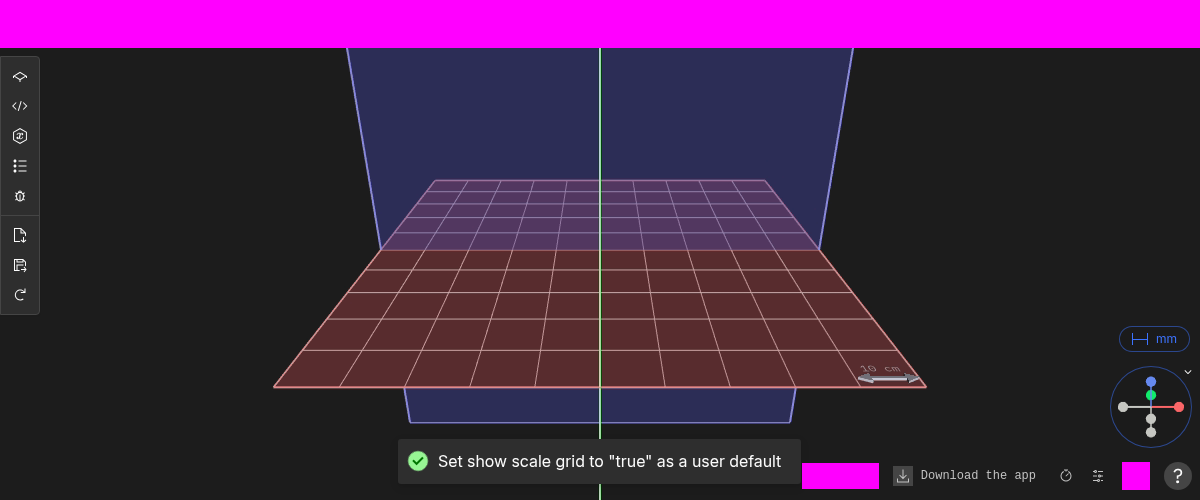 10 cm
mm
Set show scale grid to "true" as a user default
Download the app
?